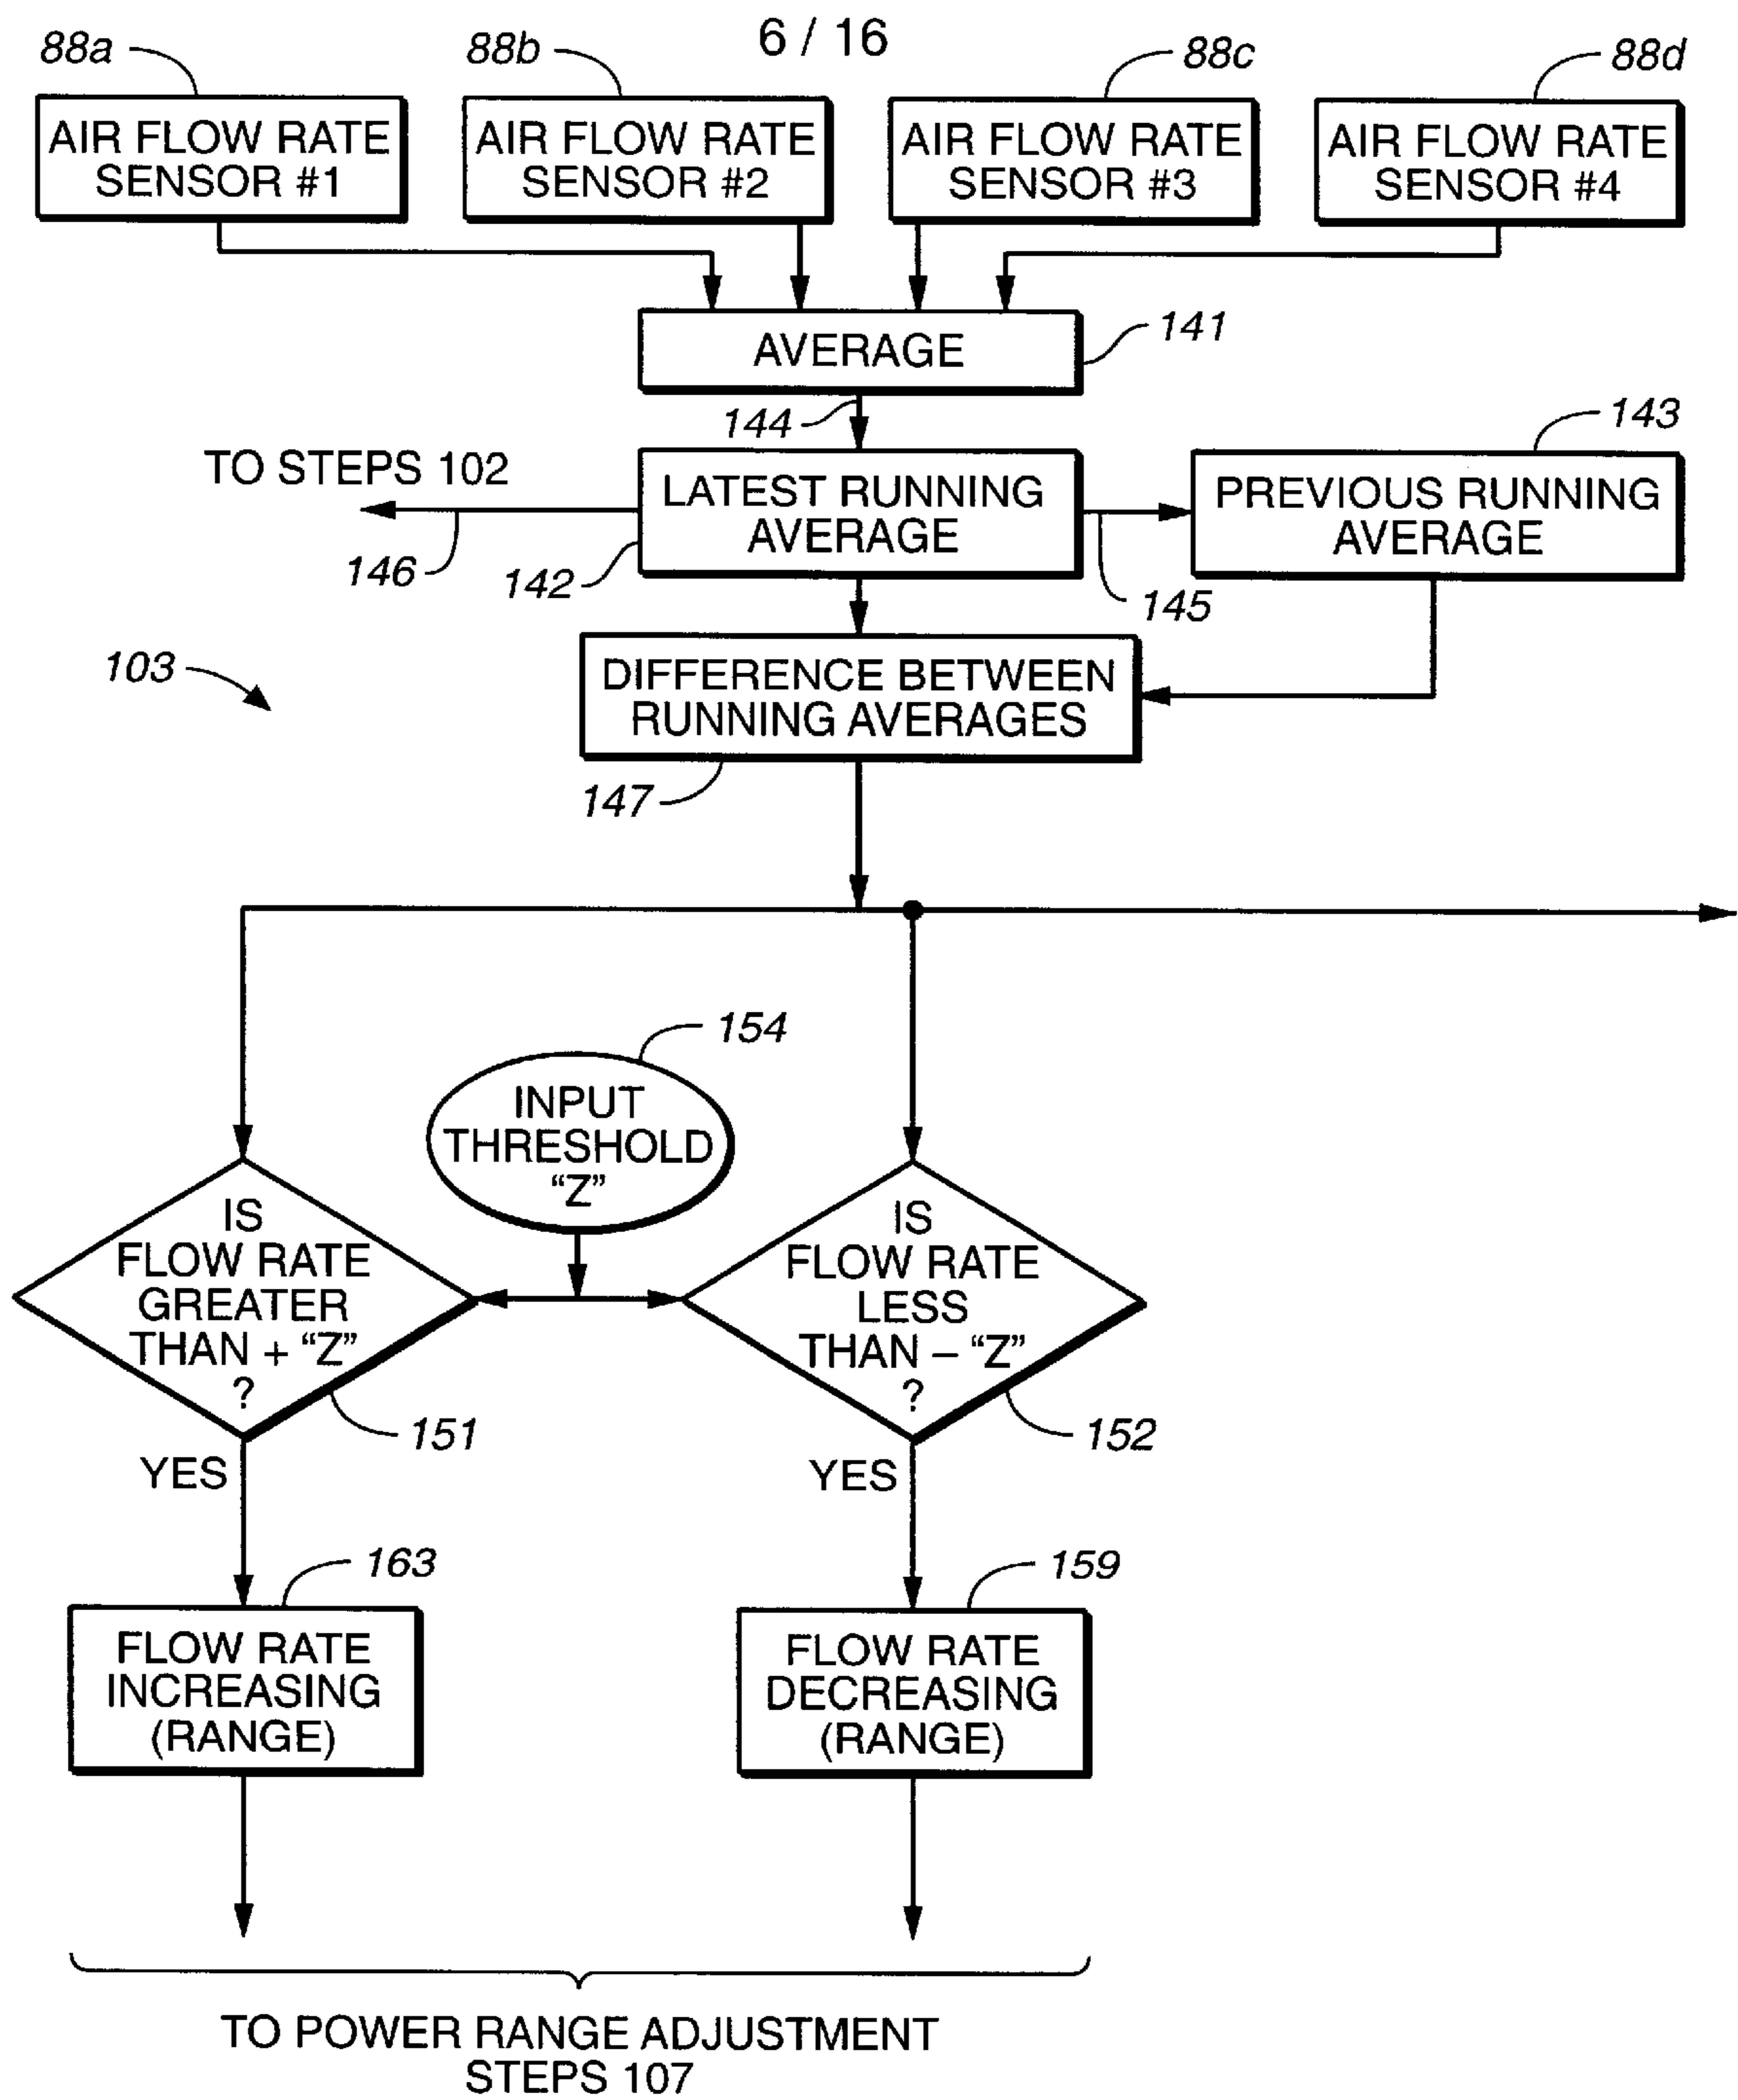 6 / 16
88a
88b
88c
88d
AIR FLOW RATE
SENSOR #1
AIR FLOW RATE
SENSOR #2
AIR FLOW RATE
SENSOR #3
AIR FLOW RATE
SENSOR #4
AVERAGE
141
144
143
TO STEPS 102
LATEST RUNNING
AVERAGE
PREVIOUS RUNNING
AVERAGE
146
142
145
103
DIFFERENCE BETWEEN
RUNNING AVERAGES
147
154
INPUT
THRESHOLD
“Z”
IS
FLOW RATE
GREATER
THAN + “Z”
?
IS
FLOW RATE
LESS
THAN – “Z”
?
151
152
YES
YES
163
159
FLOW RATE
INCREASING
(RANGE)
FLOW RATE
DECREASING
(RANGE)
TO POWER RANGE ADJUSTMENT
STEPS 107